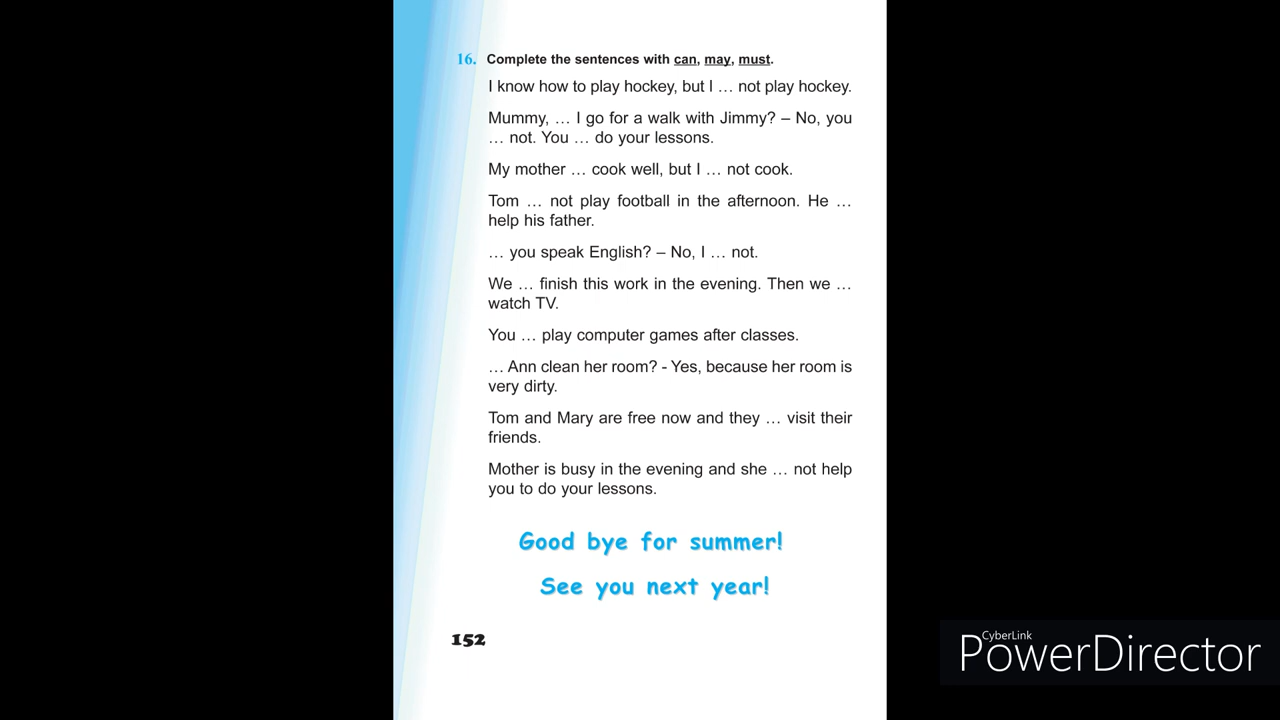 16. Complete the sentences with can, may, must.
I know how to play hockey, but I … not play hockey.
Mummy, … I go for a walk with Jimmy? – No, you
… not. You … do your lessons.
My mother … cook well, but I … not cook.
Tom … not play football in the afternoon. He …
help his father.
… you speak English? – No, I … not.
We … finish this work in the evening. Then we …
watch TV.
You … play computer games after classes.
… Ann clean her room? - Yes, because her room is
very dirty.
Tom and Mary are free now and they … visit their
friends.
Mother is busy in the evening and she … not help
you to do your lessons.
Good bye for summer!
See you next year!
152
CyberLink
PowerDirector